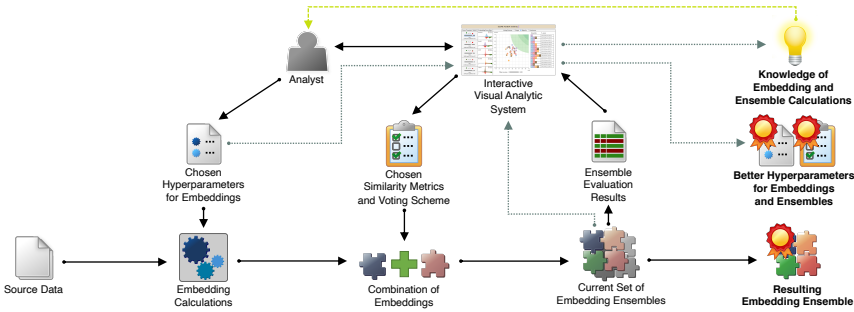 Analyst
Interactive
Visual Analytic
System
Knowledge of
Embedding and
Ensemble Calculations
Chosen
Hyperparameters
for Embeddings
Chosen
Similarity Metrics
and Voting Scheme
Ensemble
Evaluation
Results
Better Hyperparameters
for Embeddings
and Ensembles
Source Data
Embedding
Calculations
Combination of
Embeddings
Current Set of
Embedding Ensembles
Resulting
Embedding Ensemble